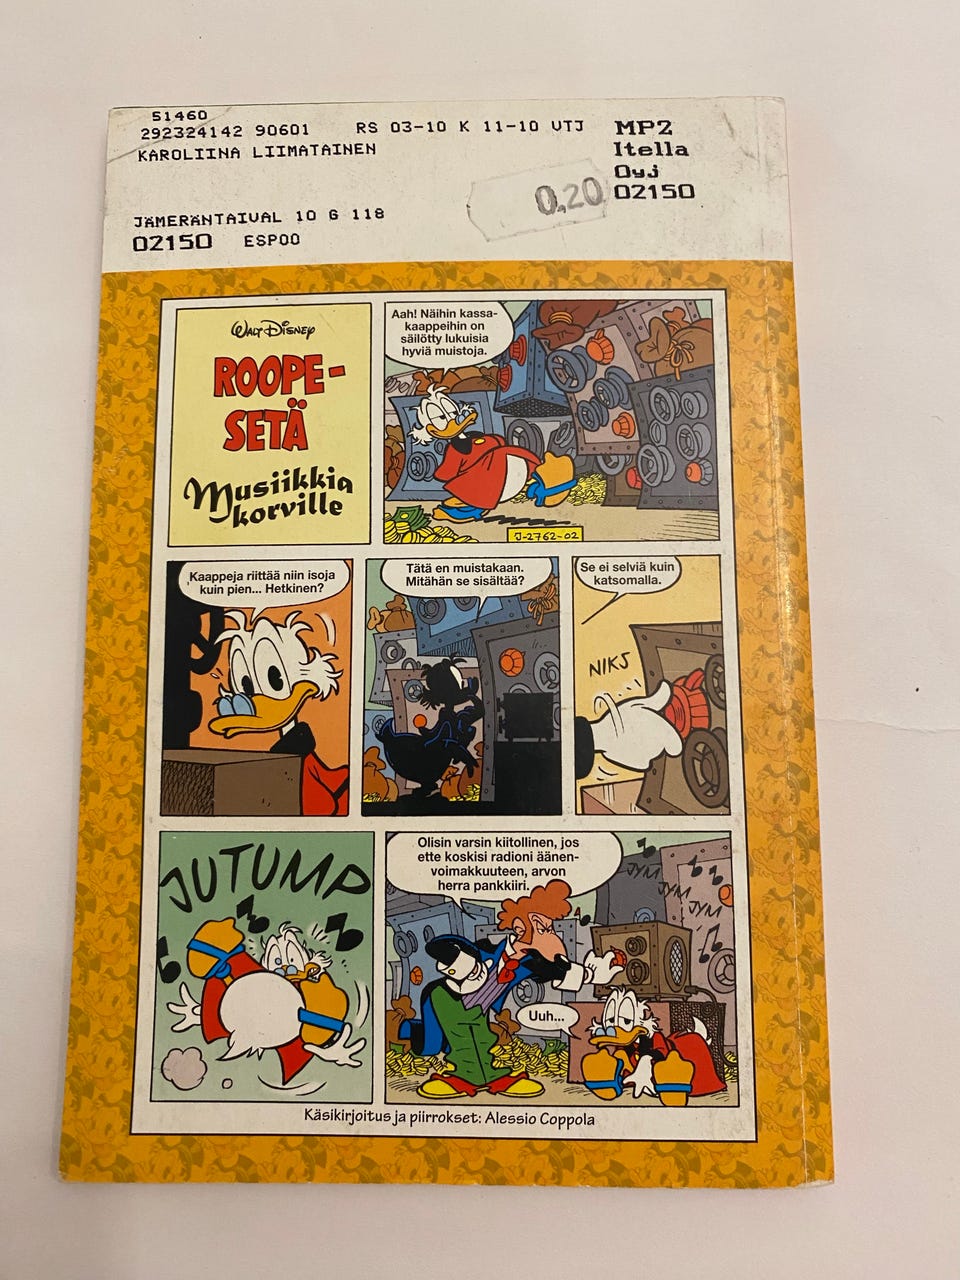 51460
292324142 90601 RS 03-10 K 11-10 VTJ
KAROLIINA LIIMATAINEN
JÄMERÄNTAIVAL 10 G 118
02150 ESPOO
MP2
Itella
Oyj
02150
0,20
WALT DISNEY
ROOPE-
SETÄ
Musiikkia
korville
Aah! Näihin kassa-
kaappeihin on
säilötty lukuisia
hyviä muistoja.
J-2762-02
Kaappeja riittää niin isoja
kuin pien... Hetkinen?
Tätä en muistakaan.
Mitähän se sisältää?
Se ei selviä kuin
katsomalla.
NIKS
JUTUMP
Olisin varsin kiitollinen, jos
ette koskisi radioni äänen-
voimakkuuteen, arvon
herra pankkiiri.
JYM
JYM
JYM
Uuh...
Käsikirjoitus ja piirrokset: Alessio Coppola